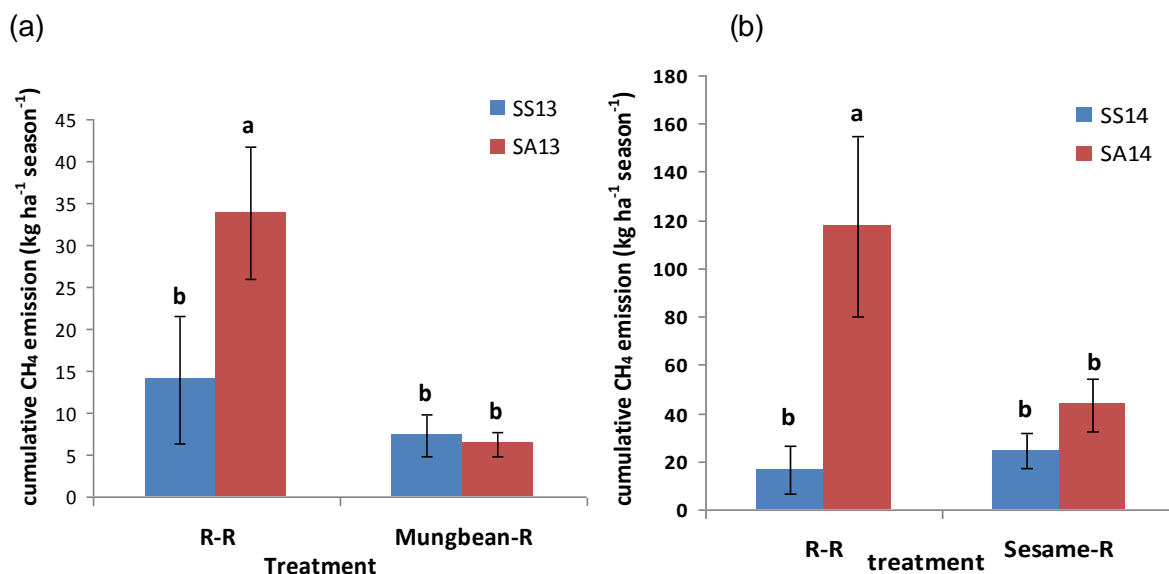 (a)
cumulative CH₄ emission (kg ha⁻¹ season⁻¹)
45
40
35
30
25
20
15
10
5
0
SS13
SA13
b
a
b
b
R-R
Mungbean-R
Treatment
(b)
cumulative CH₄ emission (kg ha⁻¹ season⁻¹)
180
160
140
120
100
80
60
40
20
0
SS14
SA14
b
a
b
b
R-R
Sesame-R
treatment